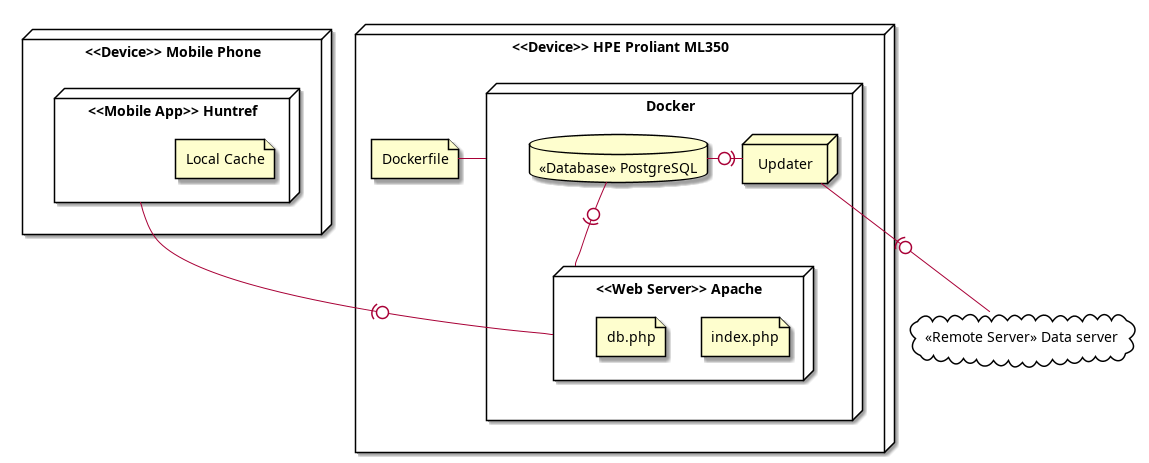 <<Device>> Mobile Phone
<<Mobile App>> Huntref
Local Cache
<<Device>> HPE Proliant ML350
Dockerfile
Docker
«Database» PostgreSQL
Updater
<<Web Server>> Apache
db.php
index.php
«Remote Server» Data server